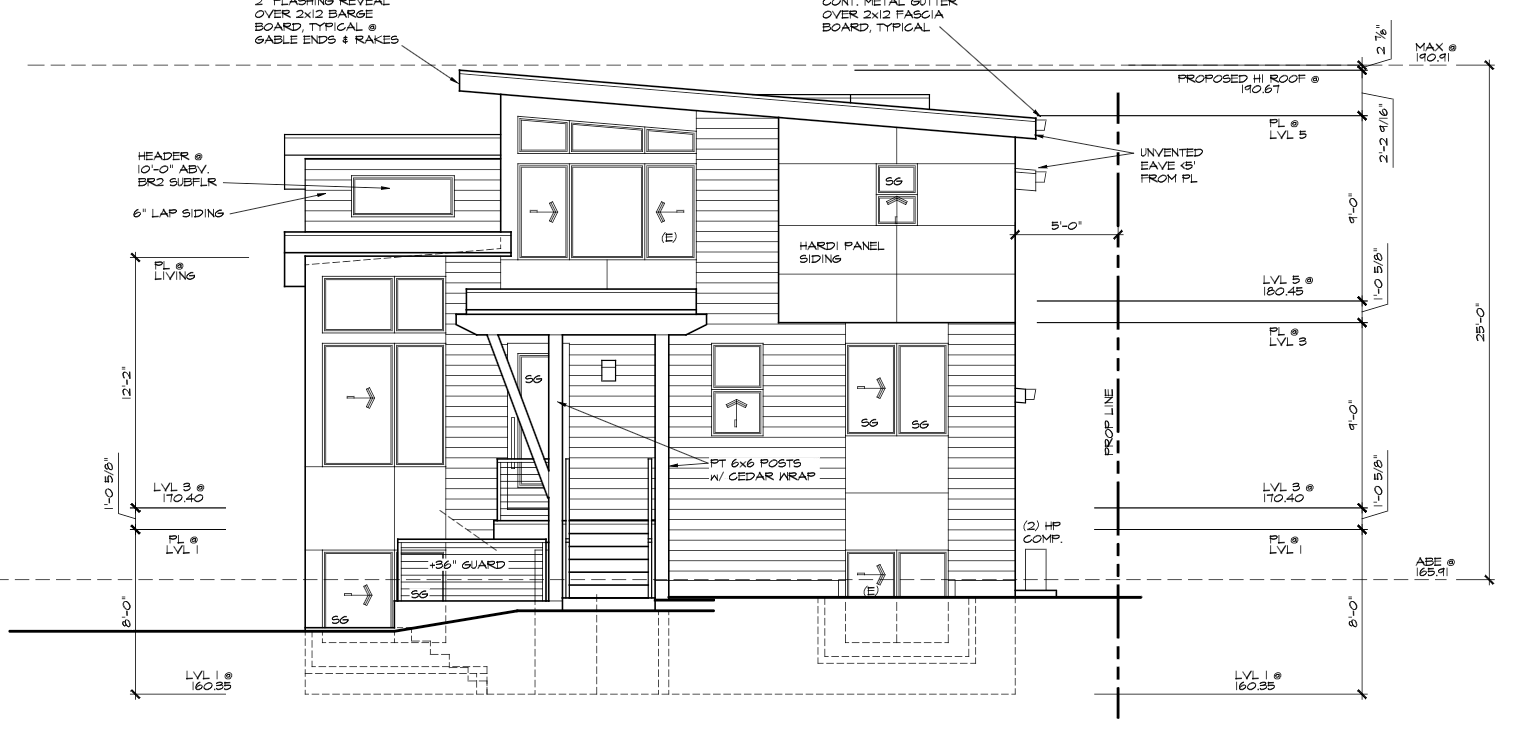 2" FLASHING REVEAL
OVER 2x12 BARGE
BOARD, TYPICAL @
GABLE ENDS & RAKES
CONT. METAL GUTTER
OVER 2x12 FASCIA
BOARD, TYPICAL
2 7/8"
MAX @
190.91
PROPOSED HI ROOF @
190.67
PL @
LVL 5
2'-2 9/16"
UNVENTED
EAVE <5'
FROM PL
HEADER @
10'-0" ABV.
BR2 SUBFLR
6" LAP SIDING
SG
(E)
HARDI PANEL
SIDING
5'-0"
9'-0"
PL @
LIVING
LVL 5 @
180.45
1'-0 5/8"
PL @
LVL 3
25'-0"
12'-2"
SG
SG
SG
PROP LINE
9'-0"
PT 6x6 POSTS
W/ CEDAR WRAP
1'-0 5/8"
LVL 3 @
170.40
LVL 3 @
170.40
1'-0 5/8"
PL @
LVL 1
(2) HP
COMP.
PL @
LVL 1
+36" GUARD
ABE @
165.91
SG
SG
(E)
8'-0"
8'-0"
LVL 1 @
160.35
LVL 1 @
160.35